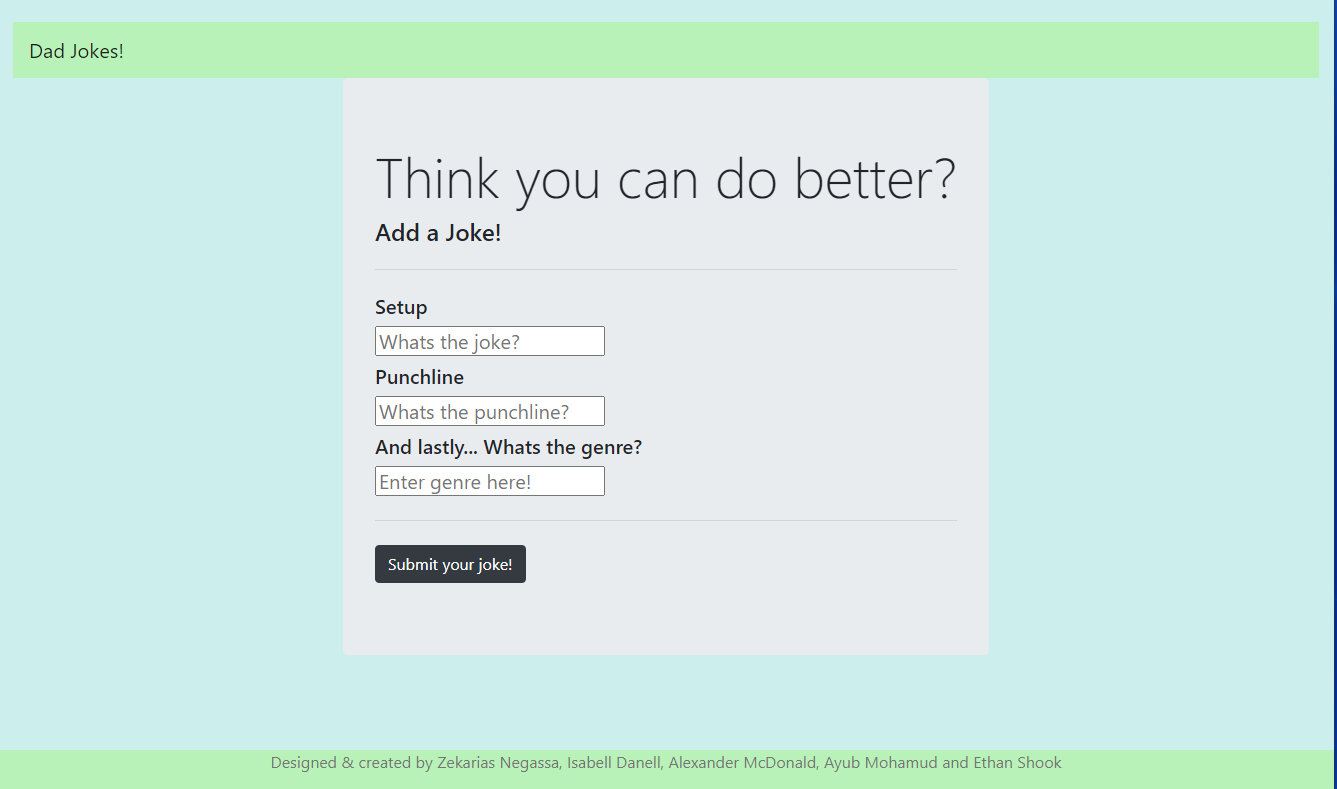 Dad Jokes!
Think you can do better?
Add a Joke!
Setup
Whats the joke?
Punchline
Whats the punchline?
And lastly... Whats the genre?
Enter genre here!
Submit your joke!
Designed & created by Zekarias Negassa, Isabell Danell, Alexander McDonald, Ayub Mohamud and Ethan Shook